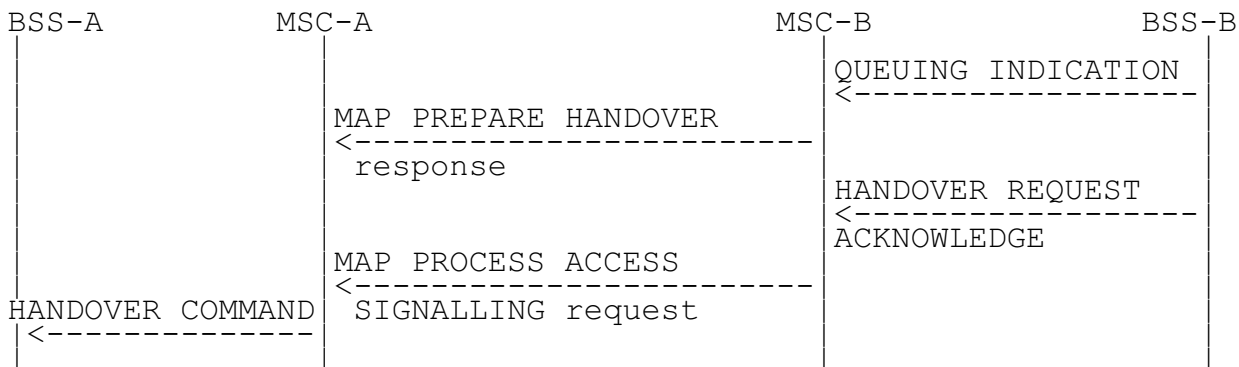 BSS-A MSC-A MSC-B BSS-B
QUEUING INDICATION
MAP PREPARE HANDOVER
response
HANDOVER REQUEST
ACKNOWLEDGE
MAP PROCESS ACCESS
HANDOVER COMMAND SIGNALLING request